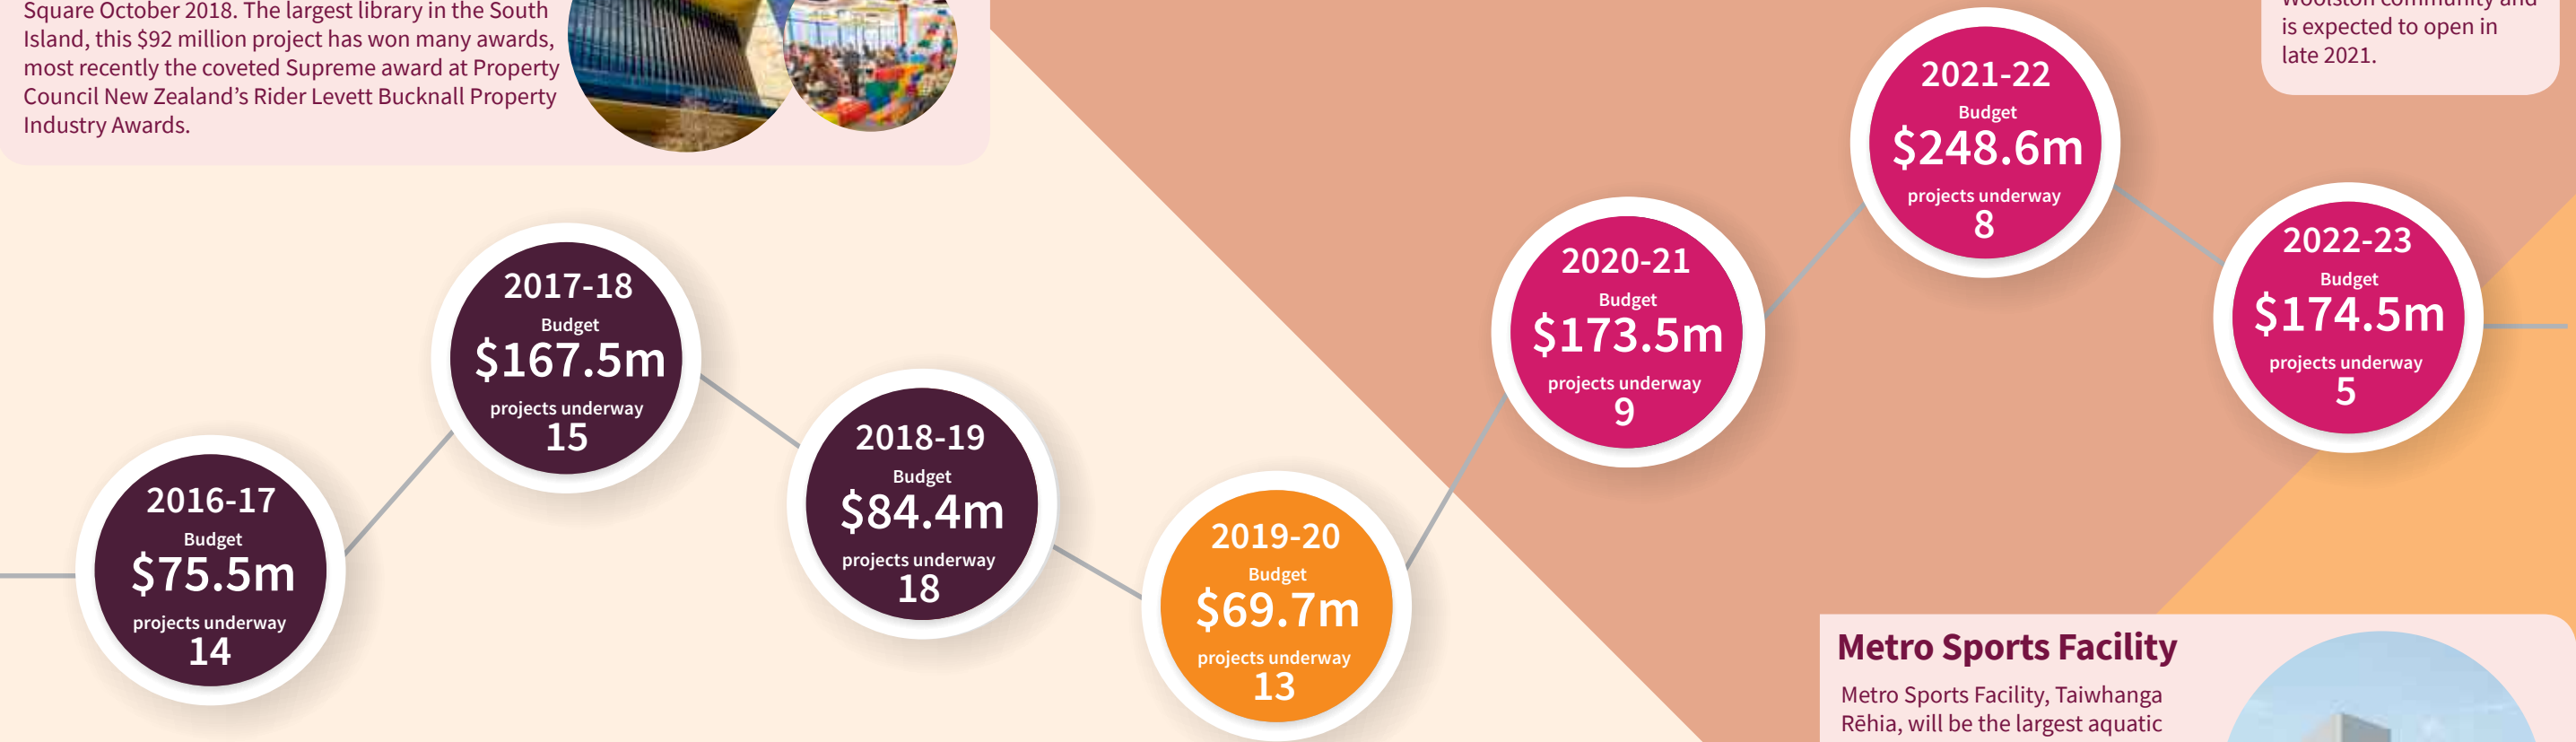 Square October 2018. The largest library in the South
Island, this $92 million project has won many awards,
most recently the coveted Supreme award at Property
Council New Zealand's Rider Levett Bucknall Property
Industry Awards.
Woolston community and
is expected to open in
late 2021.
2016-17
Budget
$75.5m
projects underway
14
2017-18
Budget
$167.5m
projects underway
15
2018-19
Budget
$84.4m
projects underway
18
2019-20
Budget
$69.7m
projects underway
13
2020-21
Budget
$173.5m
projects underway
9
2021-22
Budget
$248.6m
projects underway
8
2022-23
Budget
$174.5m
projects underway
5
Metro Sports Facility
Metro Sports Facility, Taiwhanga
Rēhia, will be the largest aquatic